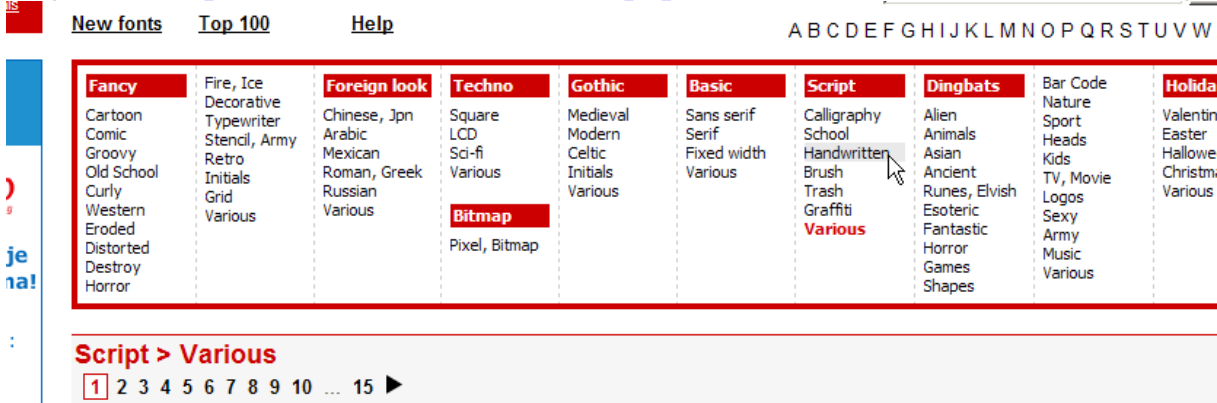 New fonts Top 100 Help
A B C D E F G H I J K L M N O P Q R S T U V W
Fancy
Cartoon
Comic
Groovy
Old School
Curly
Western
Eroded
Distorted
Destroy
Horror
Fire, Ice
Decorative
Typewriter
Stencil, Army
Retro
Initials
Grid
Various
Foreign look
Chinese, Jpn
Arabic
Mexican
Roman, Greek
Russian
Various
Techno
Square
LCD
Sci-fi
Various
Bitmap
Pixel, Bitmap
Gothic
Medieval
Modern
Celtic
Initials
Various
Basic
Sans serif
Serif
Fixed width
Various
Script
Calligraphy
School
Handwritten
Brush
Trash
Graffiti
Various
Dingbats
Alien
Animals
Asian
Ancient
Runes, Elvish
Esoteric
Fantastic
Horror
Games
Shapes
Bar Code
Nature
Sport
Heads
Kids
TV, Movie
Logos
Sexy
Army
Music
Various
Holida
Valentin
Easter
Hallowe
Christma
Various
je
na!
:
Script > Various
1 2 3 4 5 6 7 8 9 10 ... 15